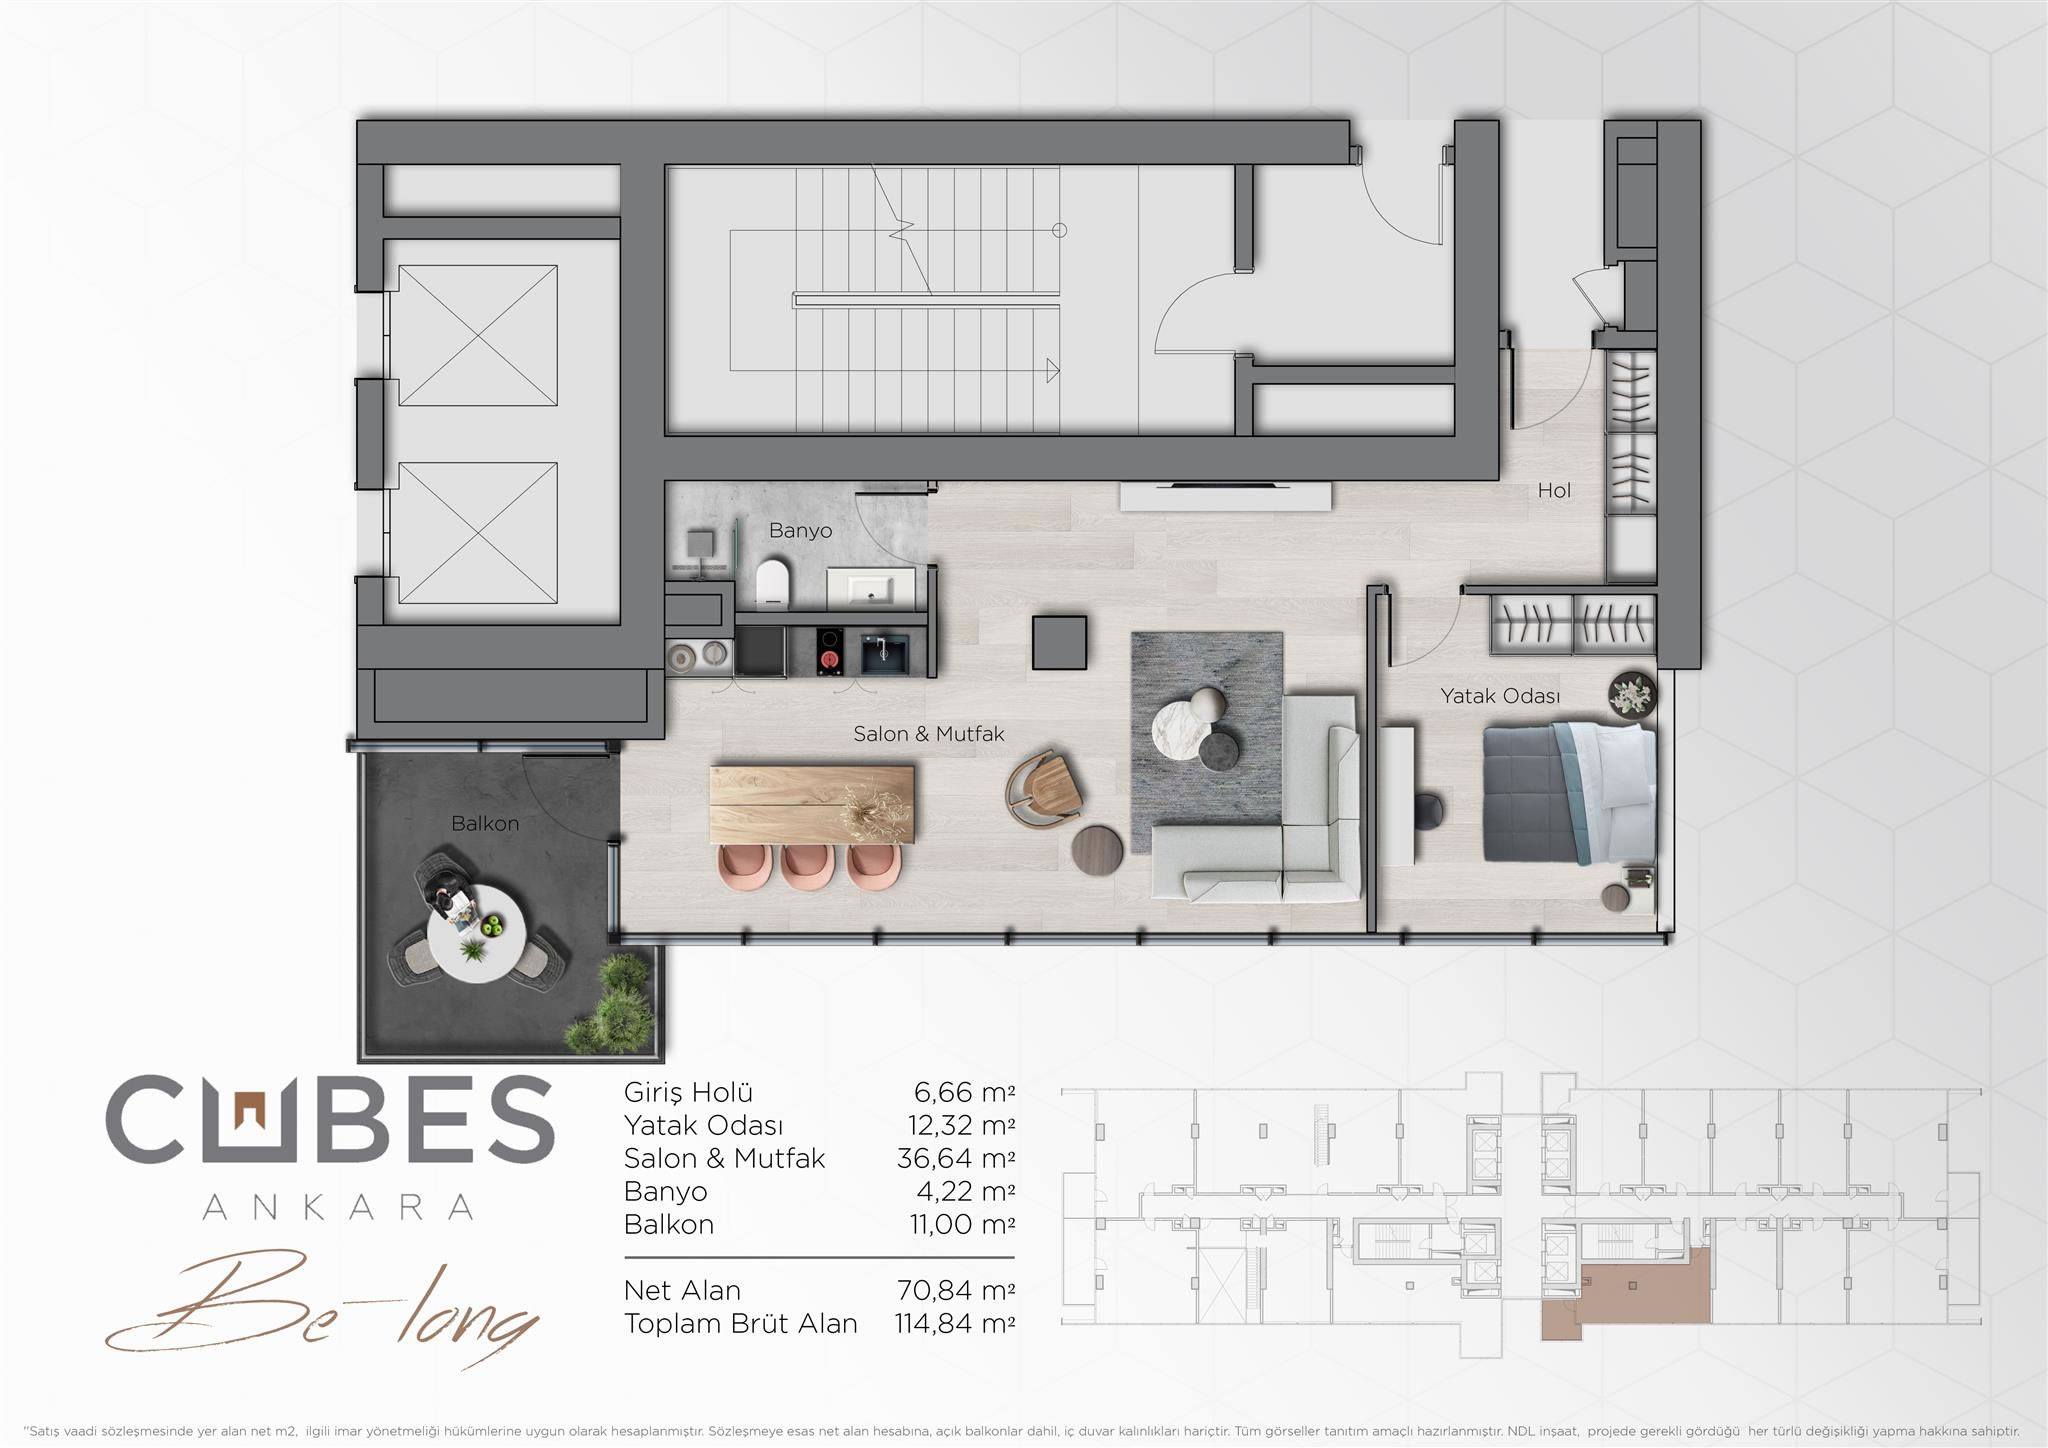 Banyo
Hol
Yatak Odası
Salon & Mutfak
Balkon
CUBES
ANKARA
Be-long
Giriş Holü 6,66 m²
Yatak Odası 12,32 m²
Salon & Mutfak 36,64 m²
Banyo 4,22 m²
Balkon 11,00 m²
Net Alan 70,84 m²
Toplam Brüt Alan 114,84 m²
"Satış vaadi sözleşmesinde yer alan net m2, ilgili imar yönetmeliği hükümlerine uygun olarak hesaplanmıştır. Sözleşmeye esas net alan hesabına, açık balkonlar dahil, iç duvar kalınlıkları hariçtir. Tüm görseller tanıtım amaçlı hazırlanmıştır. NDL inşaat, projede gerekli gördüğü her türlü değişikliği yapma hakkına sahiptir.